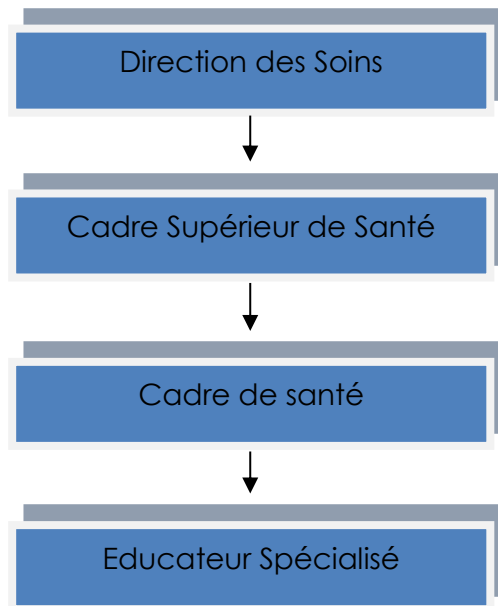 Direction des Soins
Cadre Supérieur de Santé
Cadre de santé
Educateur Spécialisé